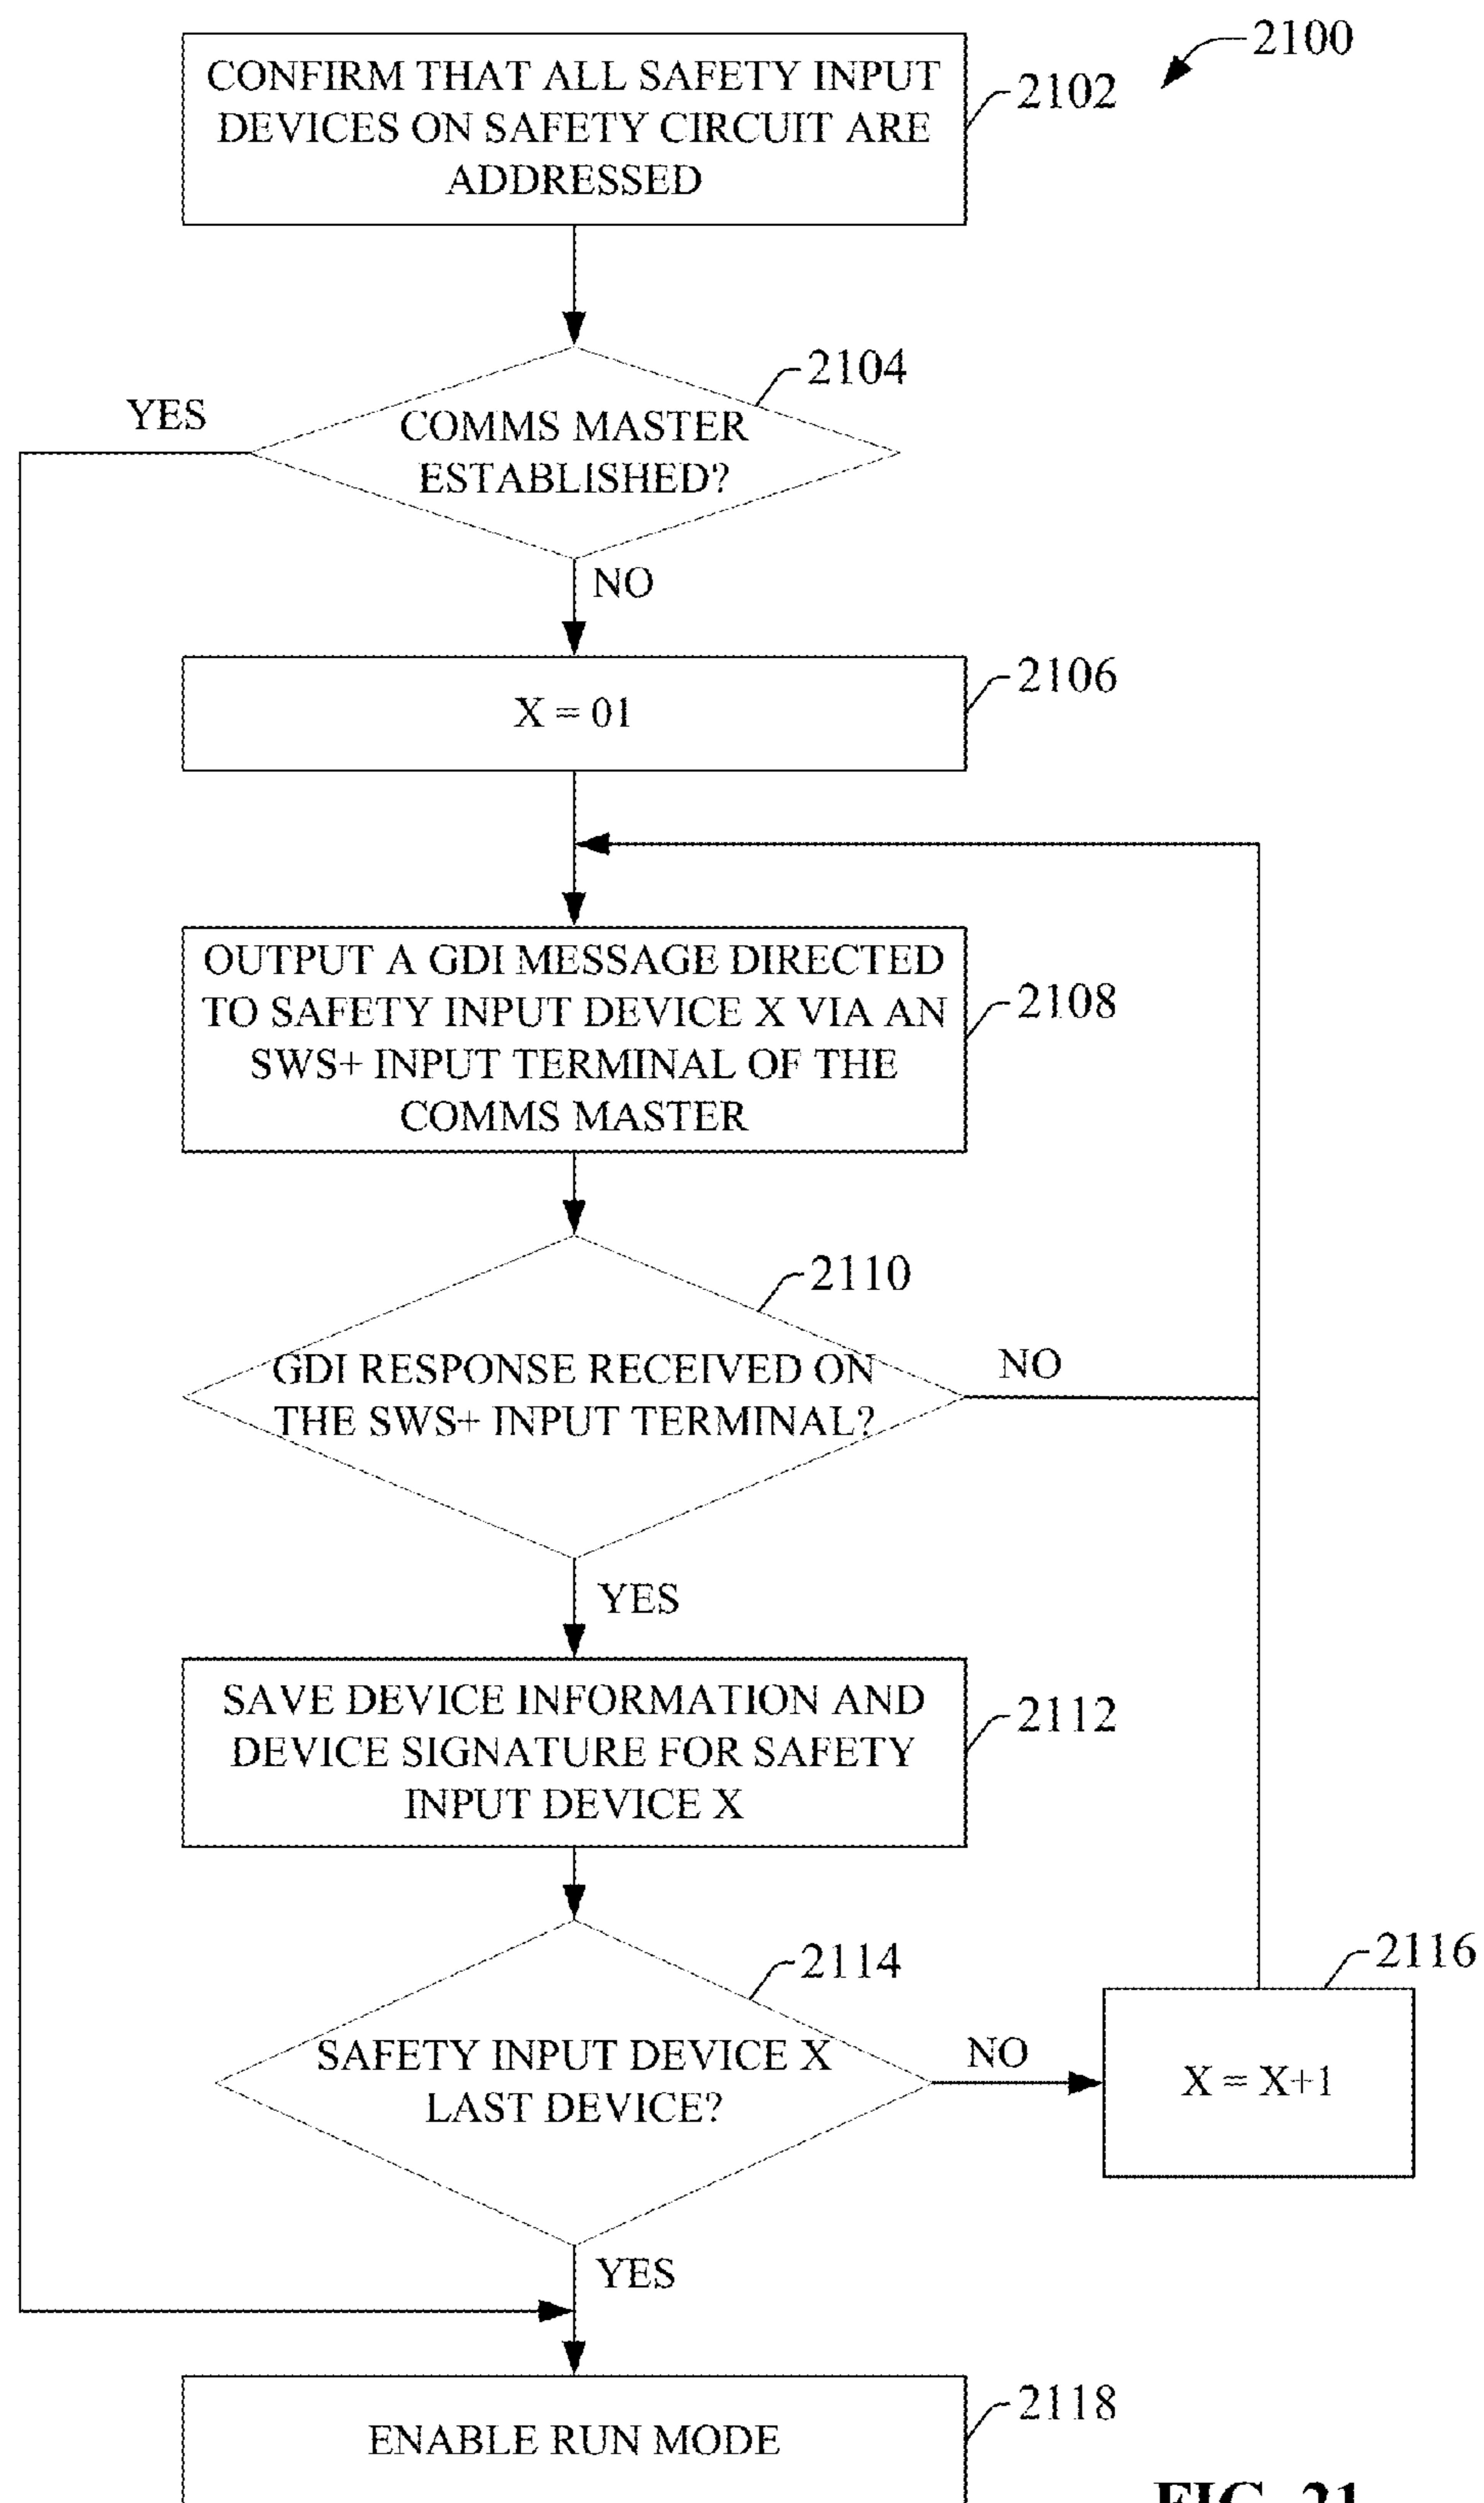 2100
CONFIRM THAT ALL SAFETY INPUT
DEVICES ON SAFETY CIRCUIT ARE
ADDRESSED
2102
2104
YES
COMMS MASTER
ESTABLISHED?
NO
2106
X = 01
OUTPUT A GDI MESSAGE DIRECTED
TO SAFETY INPUT DEVICE X VIA AN
SWS+ INPUT TERMINAL OF THE
COMMS MASTER
2108
2110
GDI RESPONSE RECEIVED ON
THE SWS+ INPUT TERMINAL?
NO
YES
SAVE DEVICE INFORMATION AND
DEVICE SIGNATURE FOR SAFETY
INPUT DEVICE X
2112
2114
2116
SAFETY INPUT DEVICE X
LAST DEVICE?
NO
X = X+1
YES
2118
ENABLE RUN MODE
FIG. 21